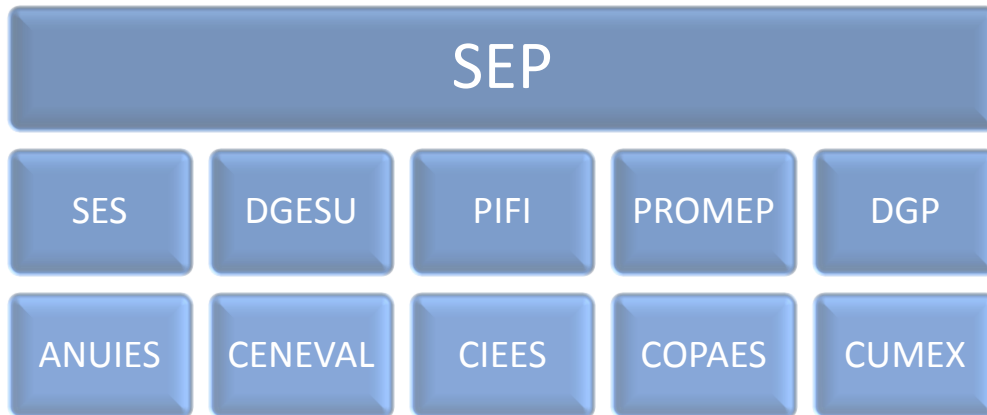 SEP
SES DGESU PIFI PROMEP DGP
ANUIES CENEVAL CIEES COPAES CUMEX